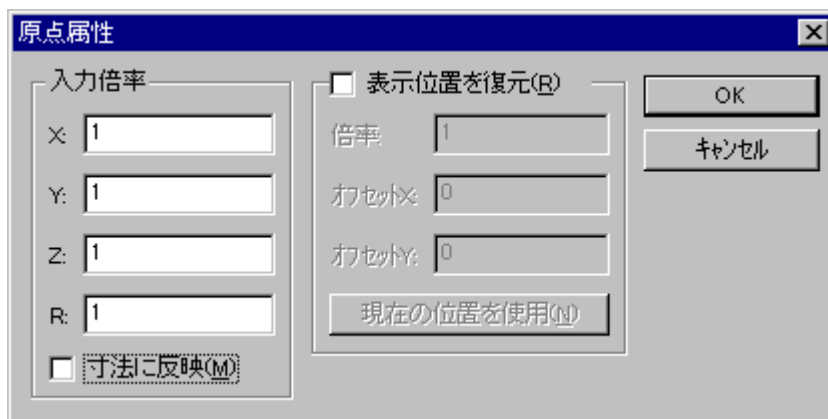 原点属性
入力倍率
X: 1
Y: 1
Z: 1
R: 1
寸法に反映(M)
表示位置を復元(R)
倍率: 1
オフセットX: 0
オフセットY: 0
現在の位置を使用(N)
OK
キャンセル